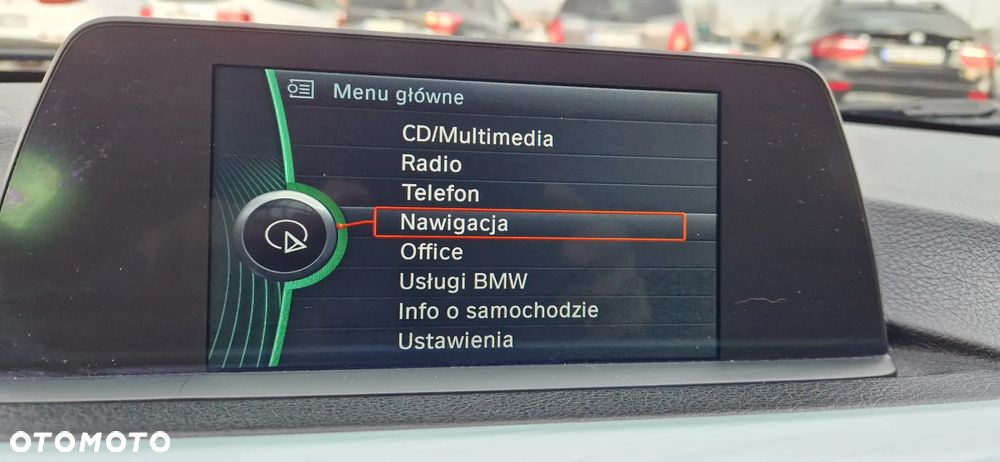 Menu główne
CD/Multimedia
Radio
Telefon
Nawigacja
Office
Usługi BMW
Info o samochodzie
Ustawienia
OTOMOTO